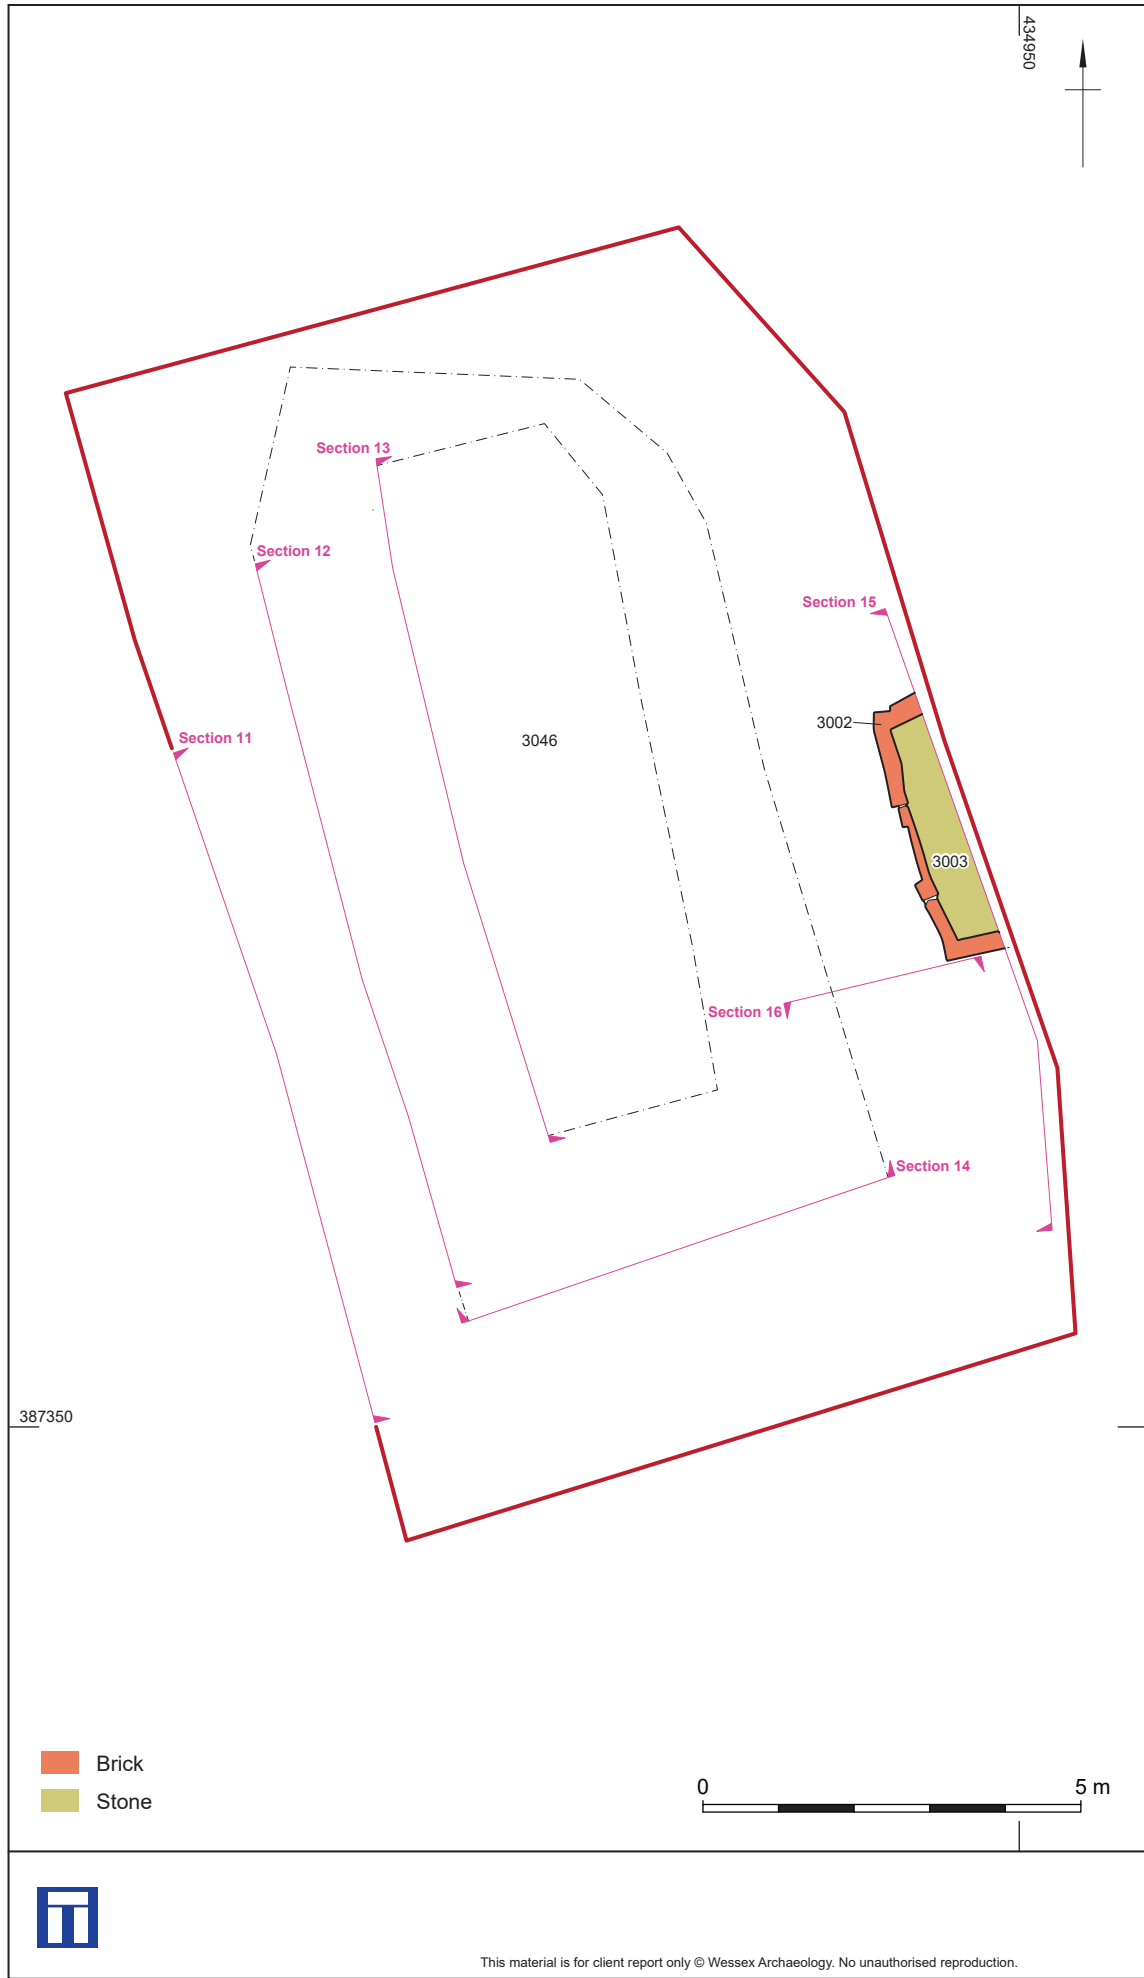 434950
Section 13
Section 12
Section 15
3002
Section 11
3046
3003
Section 16
Section 14
387350
Brick
Stone
0 5 m
This material is for client report only © Wessex Archaeology. No unauthorised reproduction.